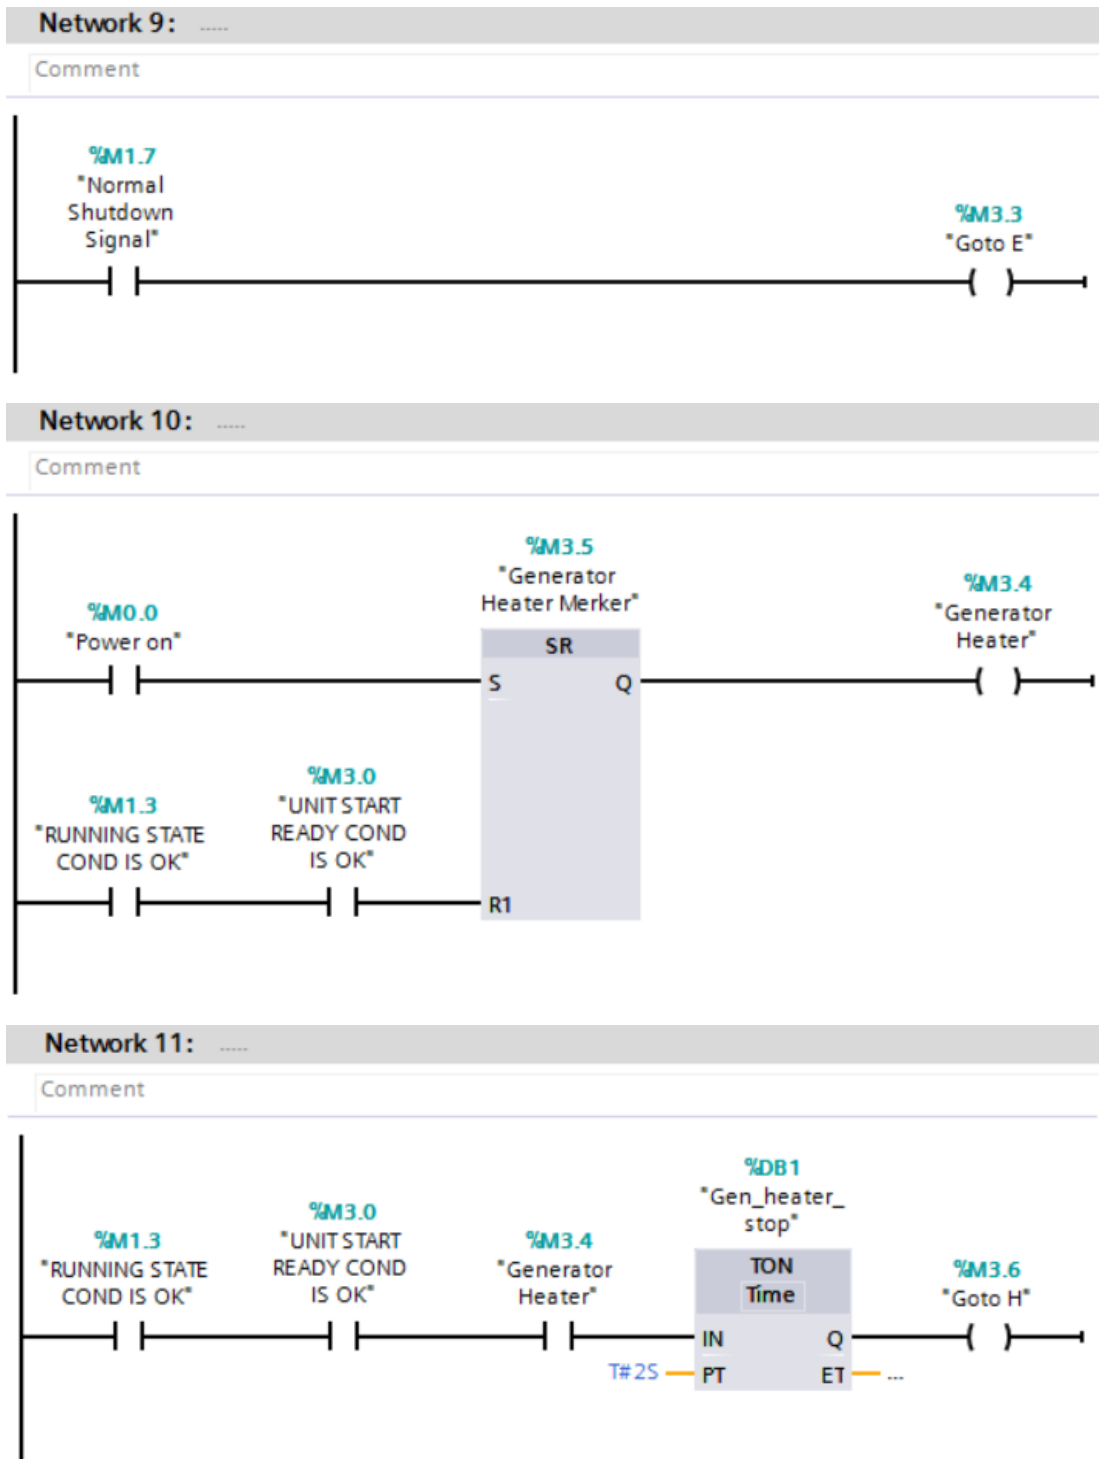 Network 9: .....
Comment
%M1.7
"Normal
Shutdown
Signal"
%M3.3
"Goto E"
Network 10: .....
Comment
%M3.5
"Generator
Heater Merker"
%M0.0
"Power on"
SR
S
Q
%M3.4
"Generator
Heater"
%M1.3
"RUNNING STATE
COND IS OK"
%M3.0
"UNIT START
READY COND
IS OK"
R1
Network 11: .....
Comment
%M1.3
"RUNNING STATE
COND IS OK"
%M3.0
"UNIT START
READY COND
IS OK"
%M3.4
"Generator
Heater"
%DB1
"Gen_heater_
stop"
TON
Time
IN
Q
T#2S
PT
ET
...
%M3.6
"Goto H"